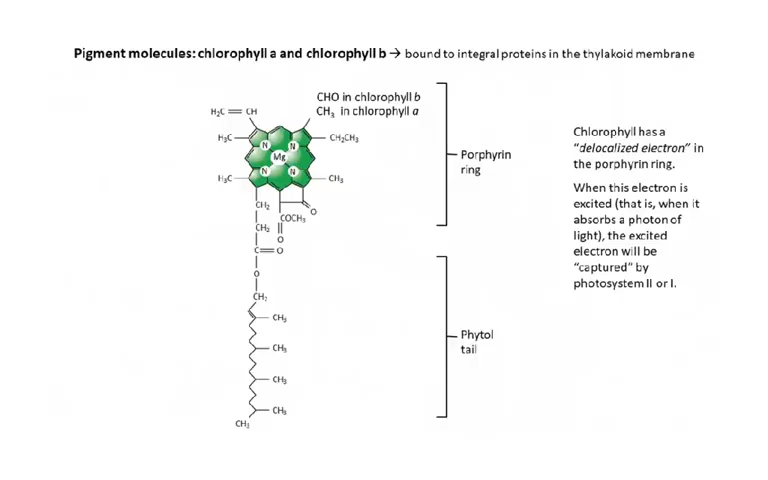 Pigment molecules: chlorophyll a and chlorophyll b → bound to integral proteins in the thylakoid membrane
CHO in chlorophyll b
CH₃ in chlorophyll a
H₂C
CH
H₃C
CH₂CH₃
N
N
Mg
N
N
H₃C
CH₃
Porphyrin
ring
CH₂
O
COCH₃
CH₂
O
C
O
O
CH₂
CH₃
CH₃
Phytol
tail
CH₃
CH₃
CH₃
Chlorophyll has a
"delocalized electron" in
the porphyrin ring.
When this electron is
excited (that is, when it
absorbs a photon of
light), the excited
electron will be
"captured" by
photosystem II or I.